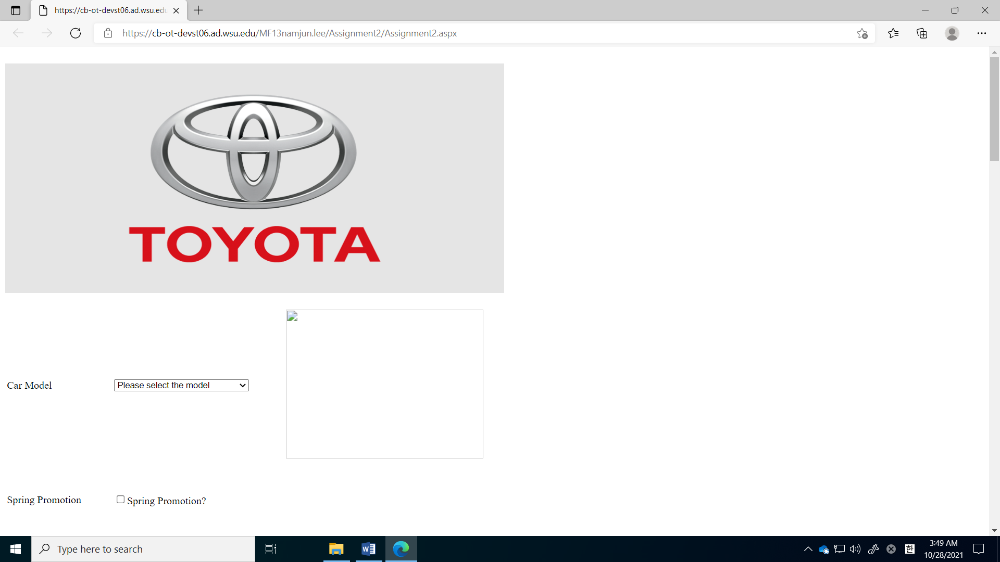 https://cb-ot-devst06.ad.wsu.edu
https://cb-ot-devst06.ad.wsu.edu/MF13namjun.lee/Assignment2/Assignment2.aspx
TOYOTA
Car Model
Please select the model
Spring Promotion
Spring Promotion?
Type here to search
한
3:49 AM
10/28/2021